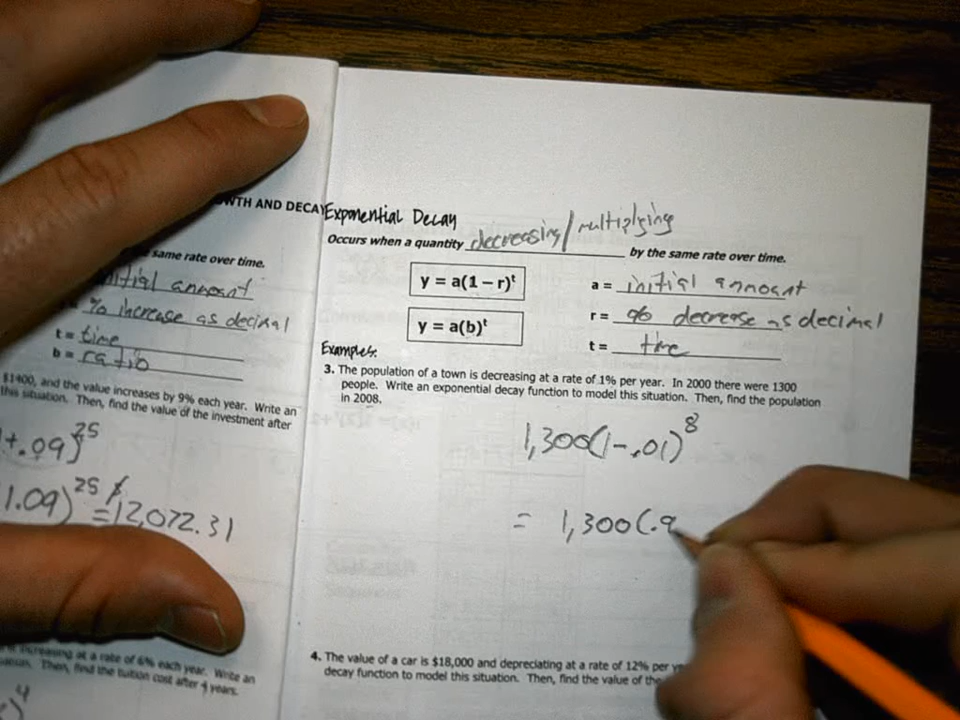 OWTH AND DECAY
same rate over time.
initial amoant
% increase as decimal
t = time
b = ratio
$1400, and the value increases by 9% each year. Write an
this situation. Then, find the value of the investment after
+.09)^25
1.09)^25 = $12,072.31
increasing at a rate of 6% each year. Write an
Then, find the tuition cost after 4 years.
4
Exponential Decay
Occurs when a quantity decreasing/multiplying by the same rate over time.
y = a(1 – r)^t
a = initial amoant
r = % decrease as decimal
y = a(b)^t
t = time
Examples:
3. The population of a town is decreasing at a rate of 1% per year. In 2000 there were 1300
people. Write an exponential decay function to model this situation. Then, find the population
in 2008.
1,300(1-.01)^8
= 1,300(.9
4. The value of a car is $18,000 and depreciating at a rate of 12% per
decay function to model this situation. Then, find the value of the